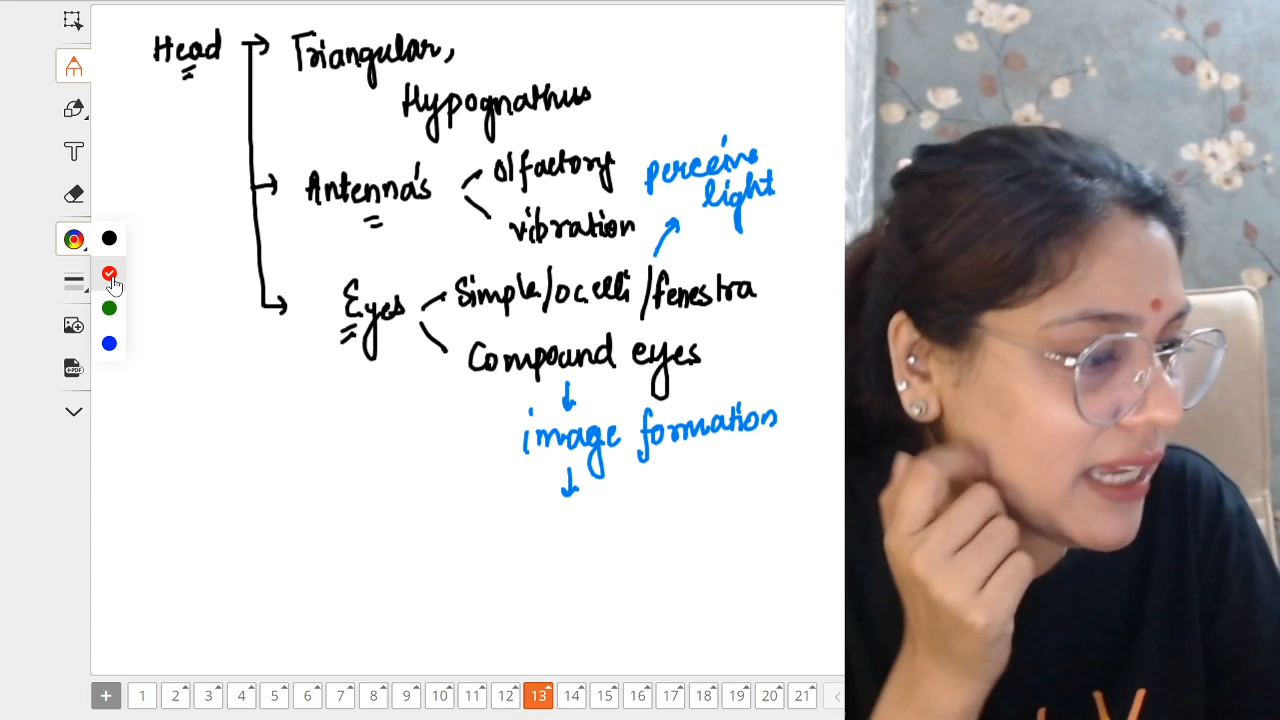 Head → Triangular,
Hypognathus
Antenna's
olfactory
vibration
perceive
light
Eyes
Simple/ocelli/fenestra
Compound eyes
↓
image formation
↓
T
PDF
+ 1 2 3 4 5 6 7 8 9 10 11 12 13 14 15 16 17 18 19 20 21